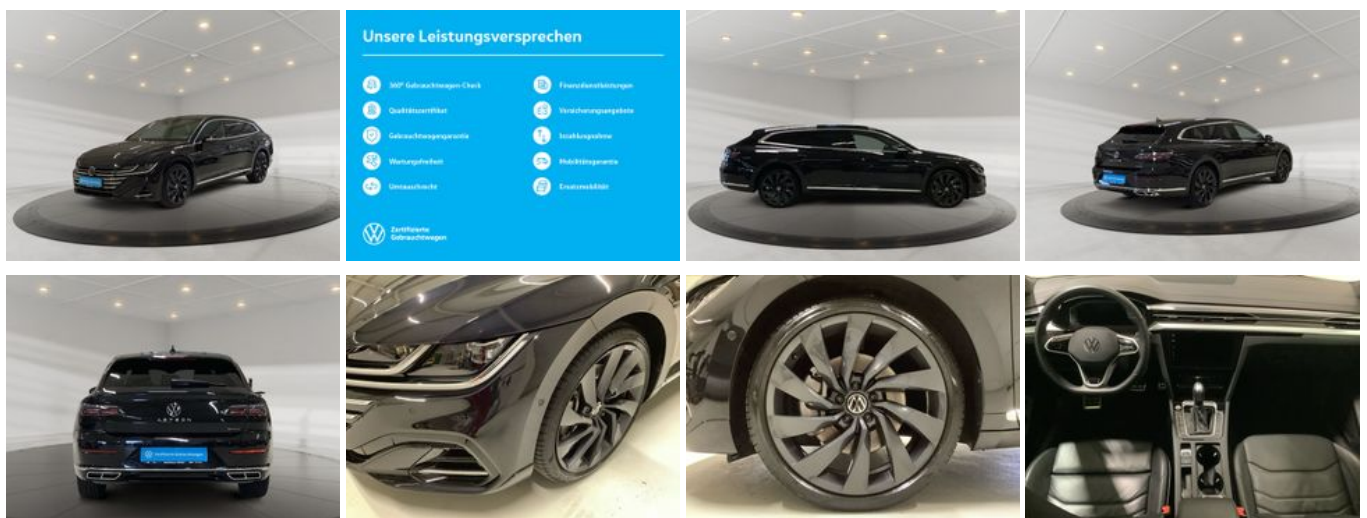 Unsere Leistungsversprechen
360° Gebrauchtwagen-Check
Finanzdienstleistungen
Qualitätszertifikat
Versicherungsangebote
Gebrauchtwagengarantie
Inzahlungnahme
Wartungsfreiheit
Mobilitätsgarantie
Umtauschrecht
Ersatzmobilität
Zertifizierte
Gebrauchtwagen
ARTEON